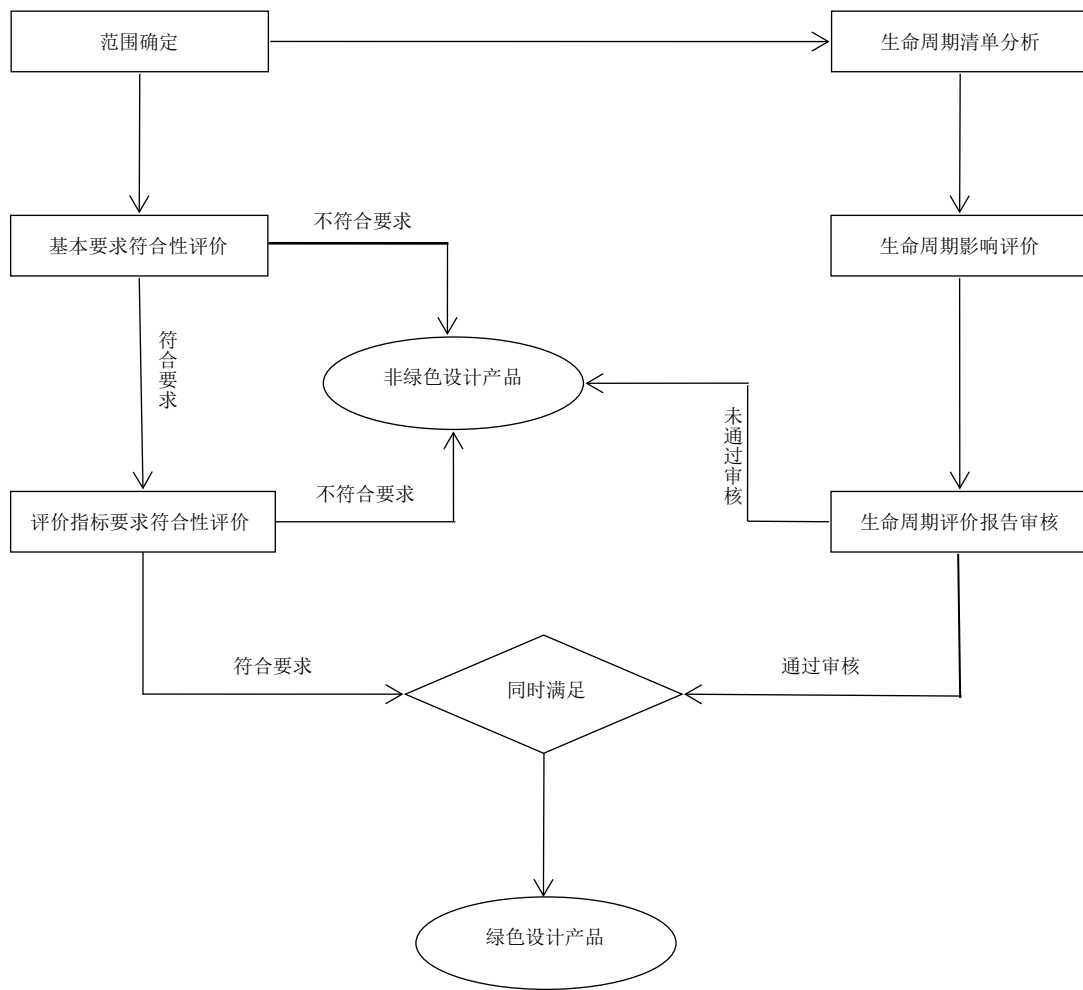 范围确定
生命周期清单分析
不符合要求
基本要求符合性评价
生命周期影响评价
符合要求
非绿色设计产品
未通过审核
不符合要求
评价指标要求符合性评价
生命周期评价报告审核
符合要求
同时满足
通过审核
绿色设计产品